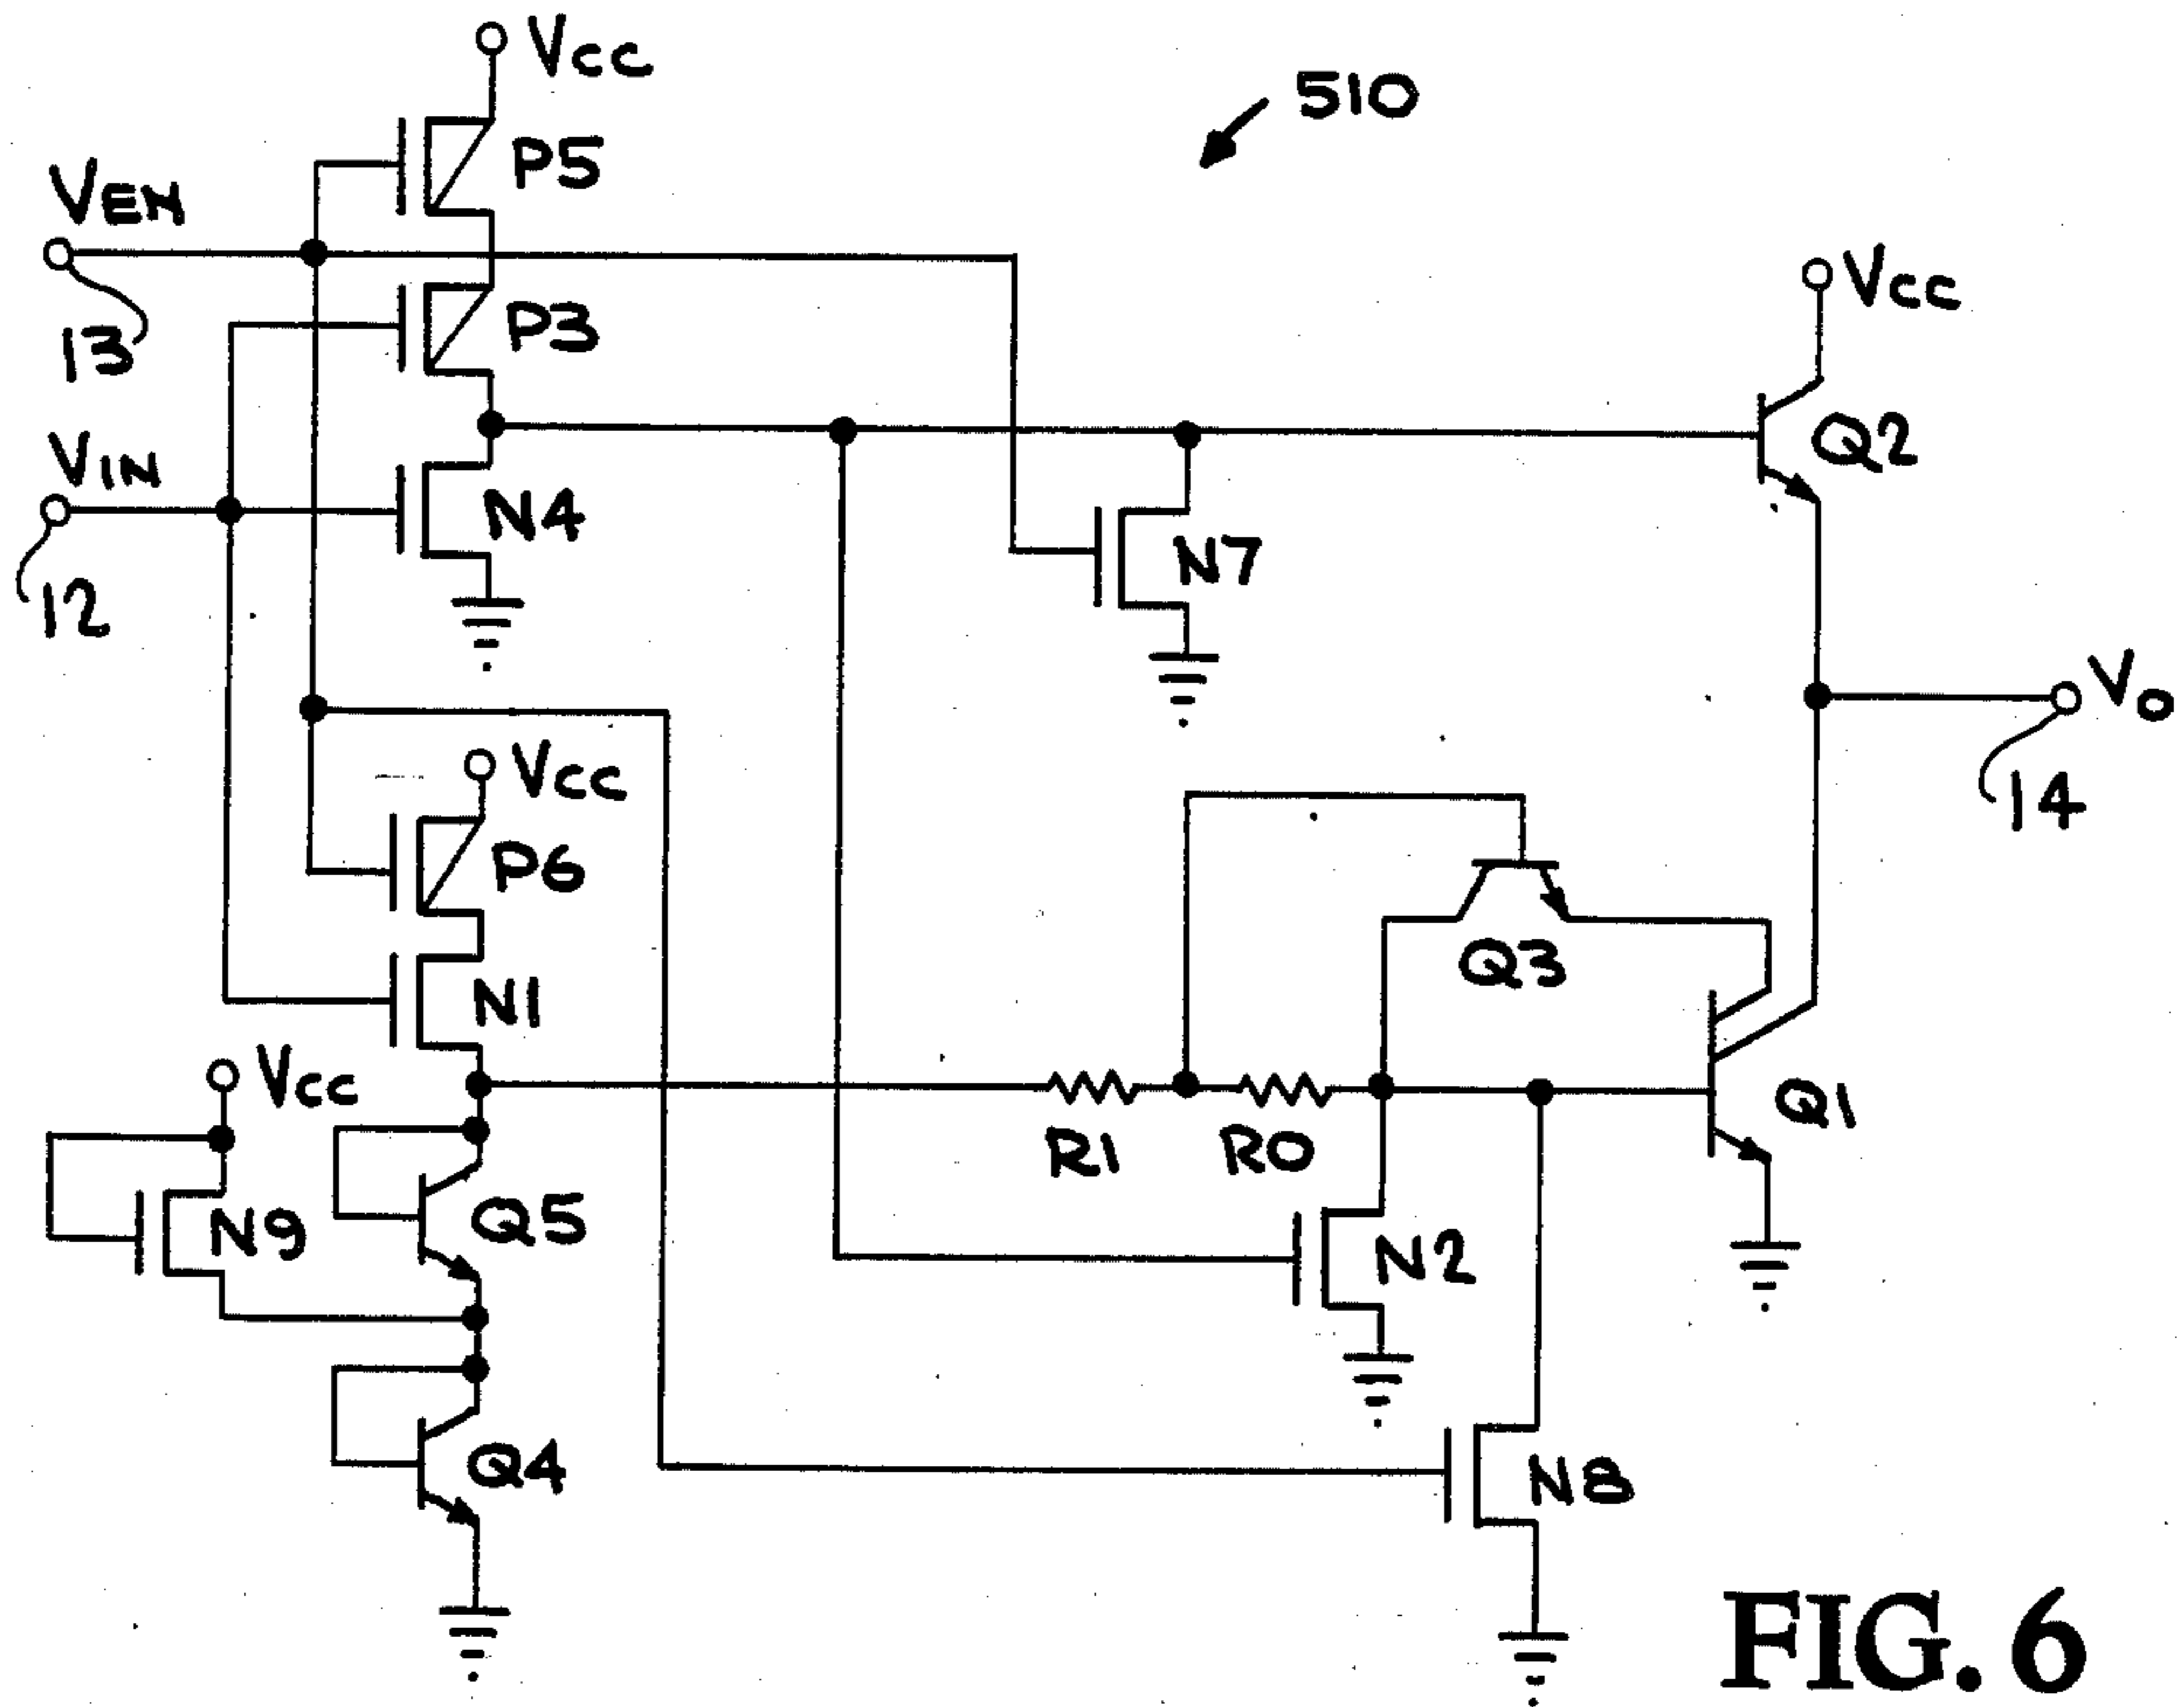 VCC
510
P5
VEN
VCC
P3
13
Q2
VIN
N4
N7
12
VO
VCC
14
P6
Q3
N1
VCC
Q1
R1 R0
Q5
N9
N2
Q4
N8
FIG. 6